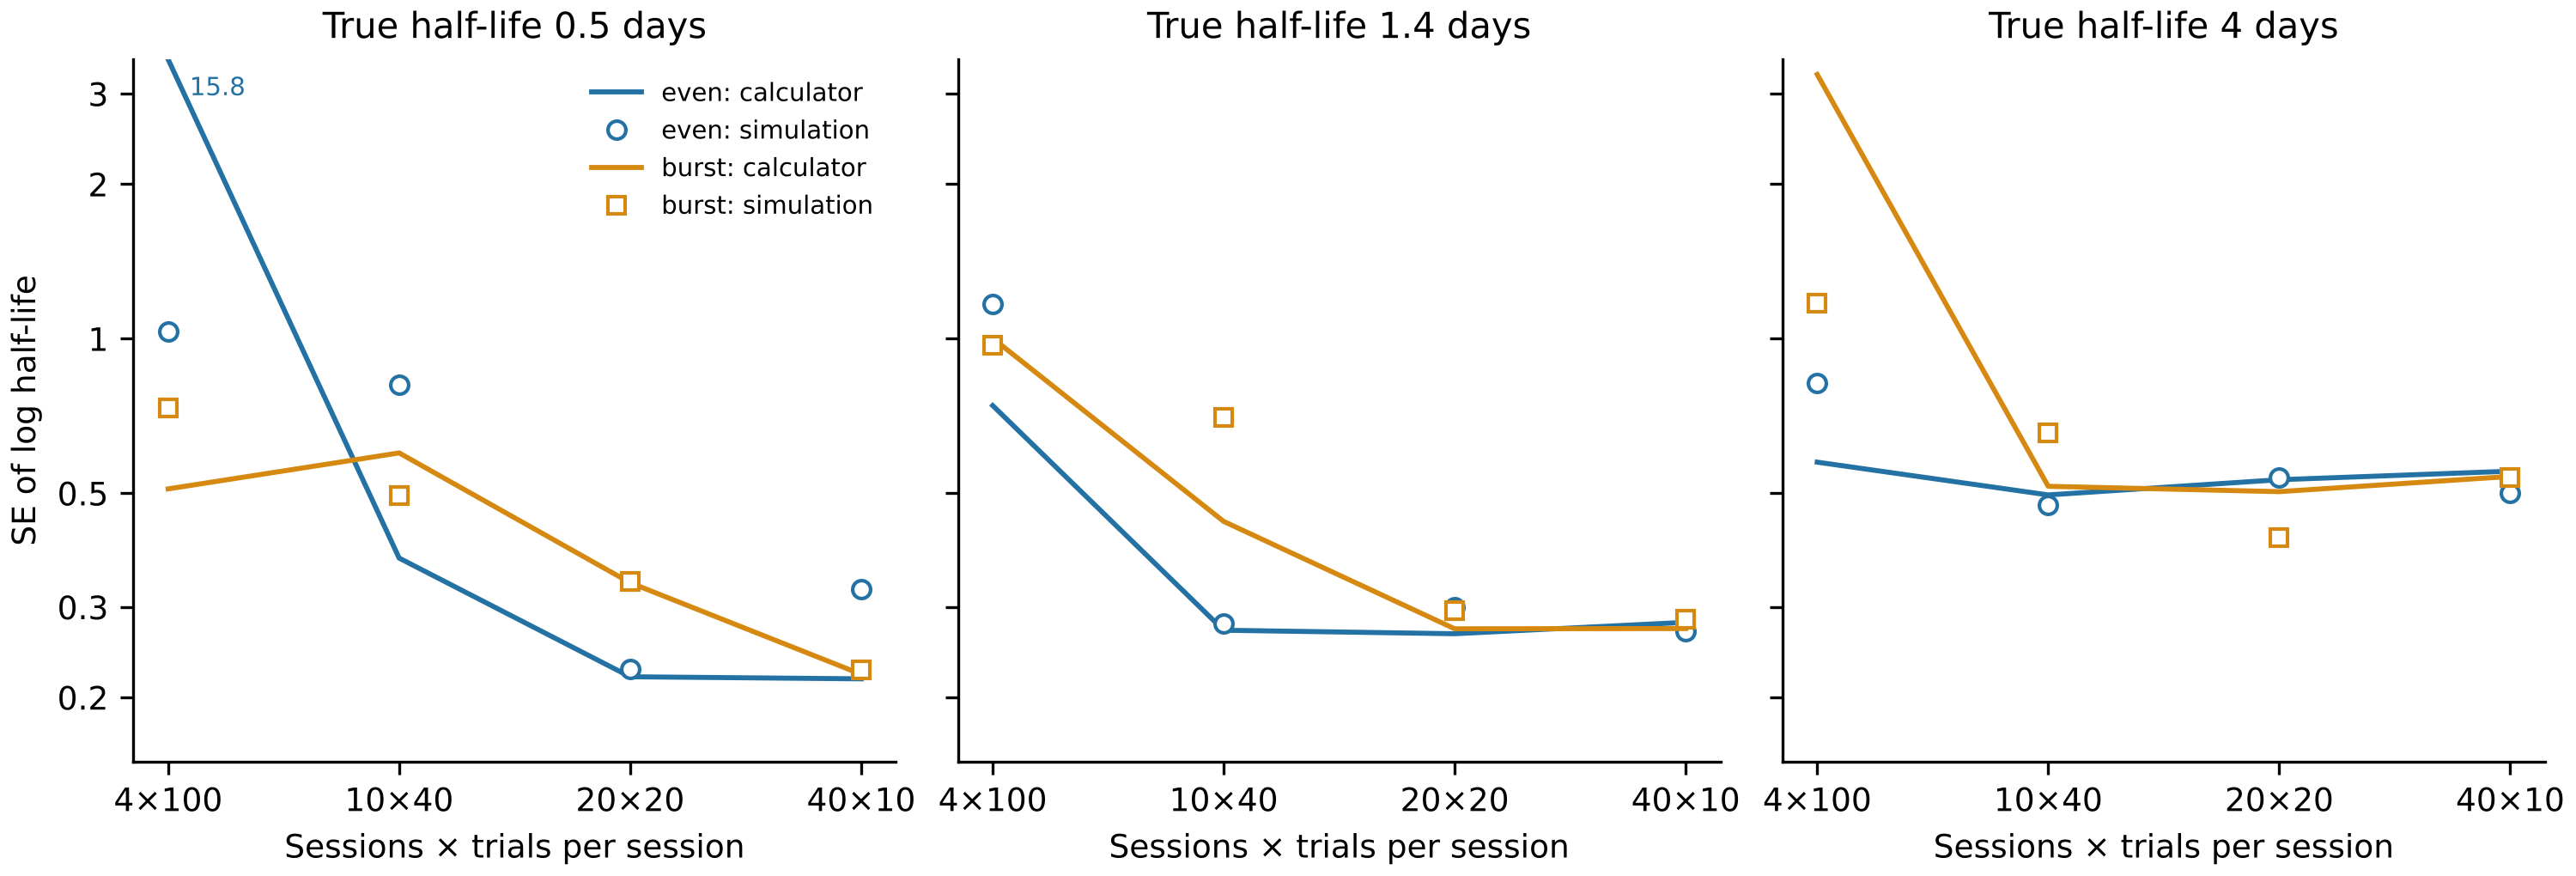 True half-life 0.5 days
True half-life 1.4 days
True half-life 4 days
SE of log half-life
3
2
1
0.5
0.3
0.2
15.8
even: calculator
even: simulation
burst: calculator
burst: simulation
4×100 10×40 20×20 40×10
4×100 10×40 20×20 40×10
4×100 10×40 20×20 40×10
Sessions × trials per session
Sessions × trials per session
Sessions × trials per session